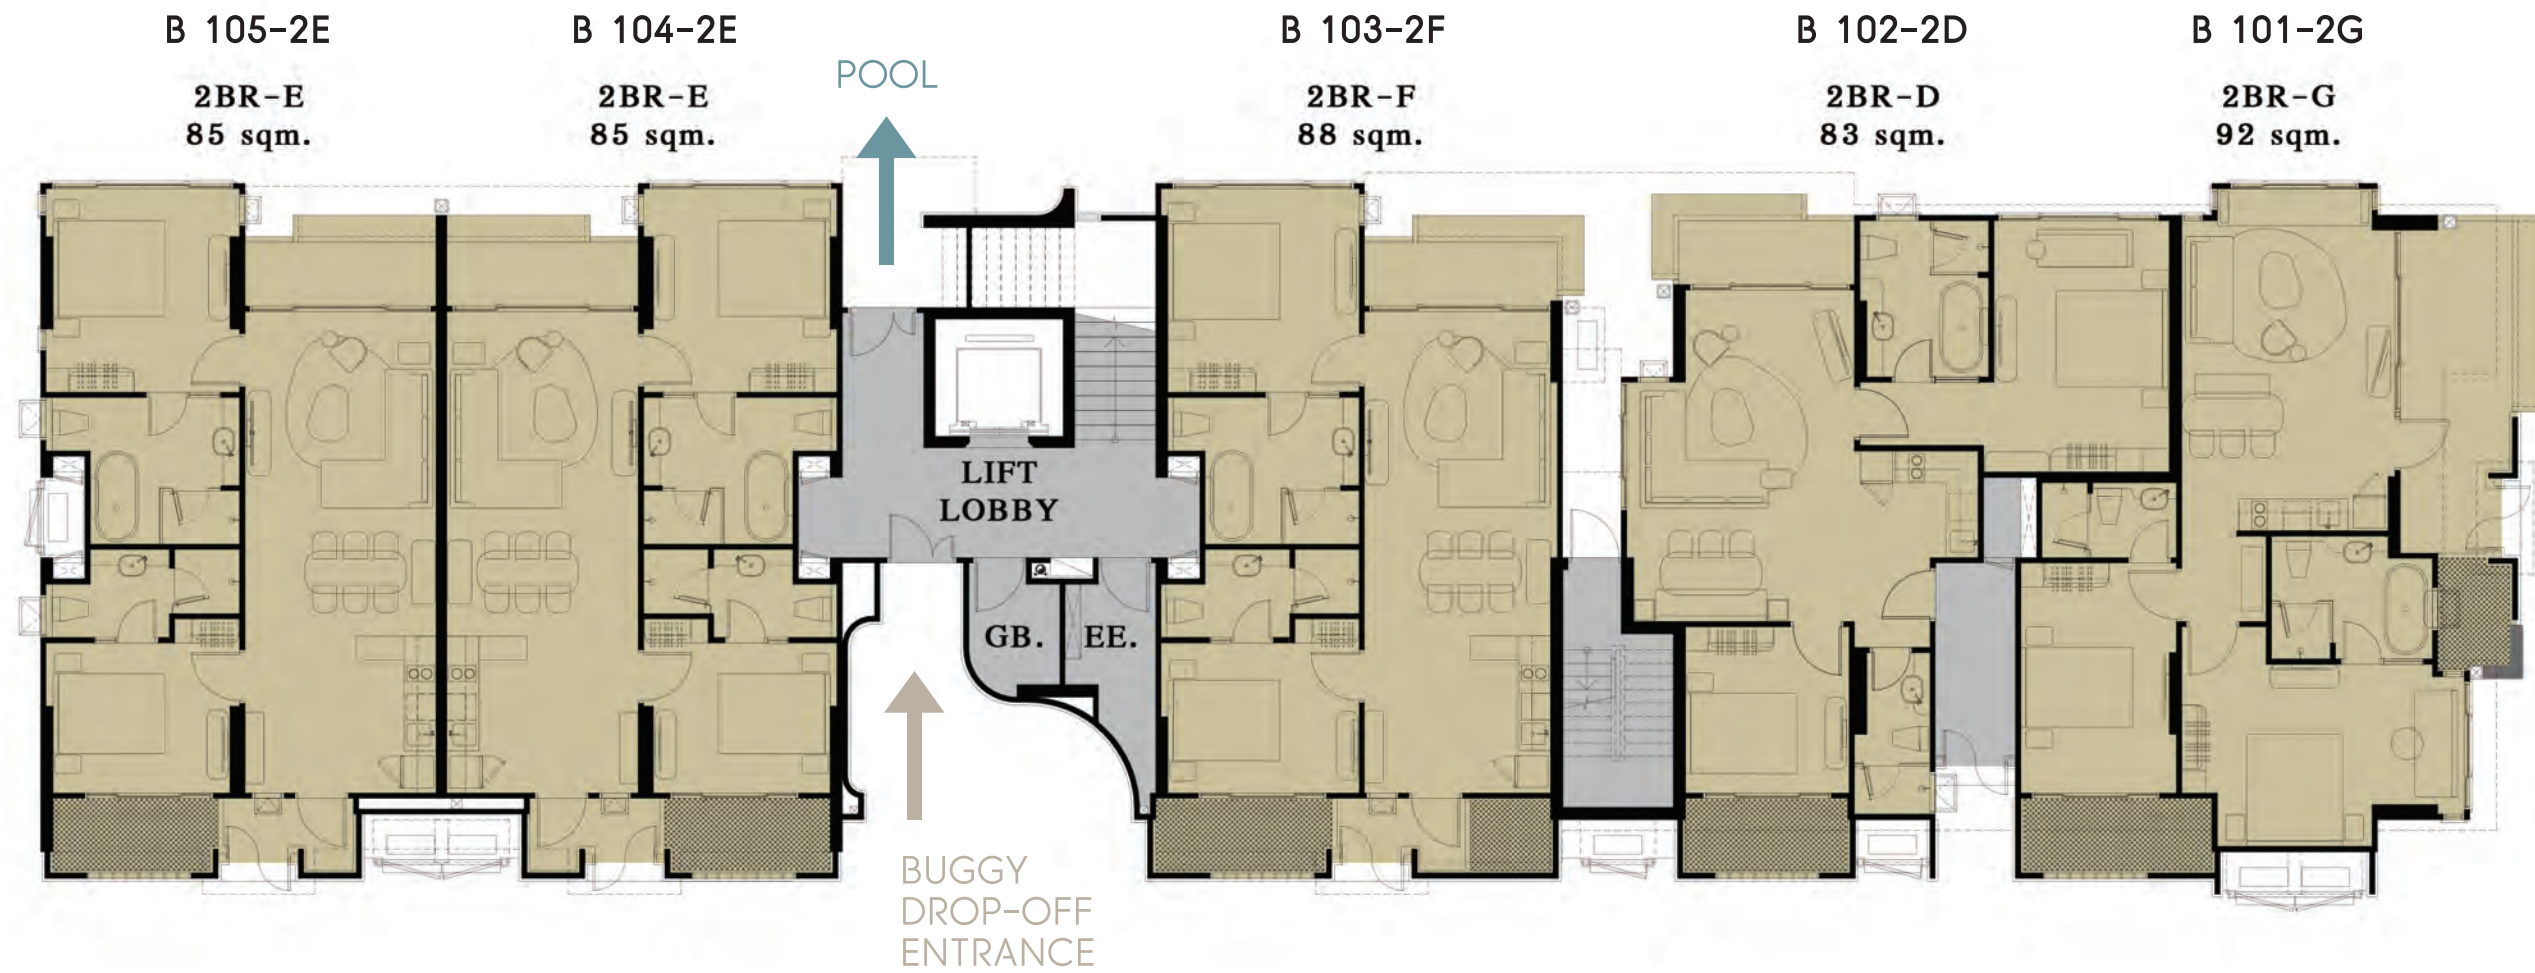 B 105-2E
2BR-E
85 sqm.
B 104-2E
2BR-E
85 sqm.
POOL
B 103-2F
2BR-F
88 sqm.
B 102-2D
2BR-D
83 sqm.
B 101-2G
2BR-G
92 sqm.
LIFT
LOBBY
GB.
EE.
BUGGY
DROP-OFF
ENTRANCE